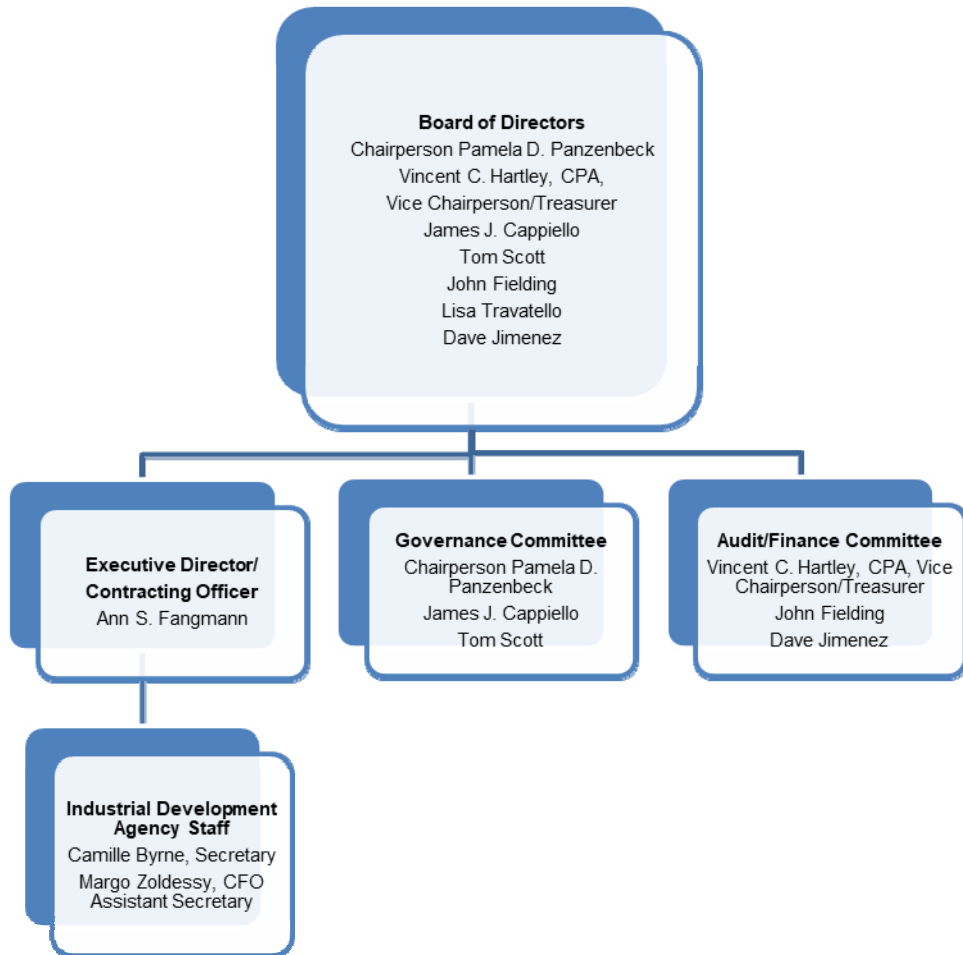 Board of Directors
Chairperson Pamela D. Panzenbeck
Vincent C. Hartley, CPA,
Vice Chairperson/Treasurer
James J. Cappiello
Tom Scott
John Fielding
Lisa Travatello
Dave Jimenez
Executive Director/
Contracting Officer
Ann S. Fangmann
Governance Committee
Chairperson Pamela D.
Panzenbeck
James J. Cappiello
Tom Scott
Audit/Finance Committee
Vincent C. Hartley, CPA, Vice
Chairperson/Treasurer
John Fielding
Dave Jimenez
Industrial Development
Agency Staff
Camille Byrne, Secretary
Margo Zoldessy, CFO
Assistant Secretary